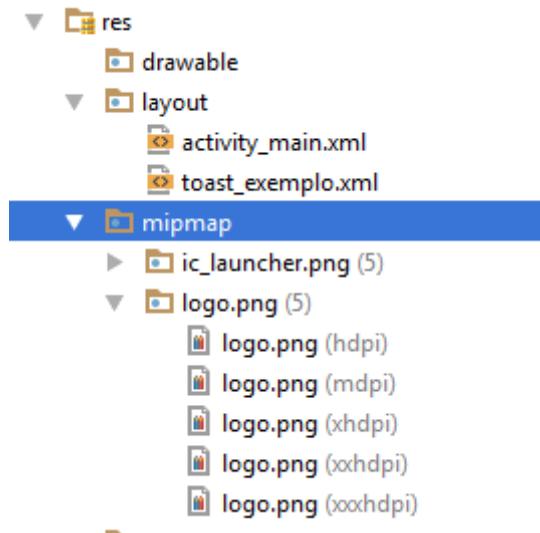 res
drawable
layout
activity_main.xml
toast_exemplo.xml
mipmap
ic_launcher.png (5)
logo.png (5)
logo.png (hdpi)
logo.png (mdpi)
logo.png (xhdpi)
logo.png (xxhdpi)
logo.png (xxxhdpi)